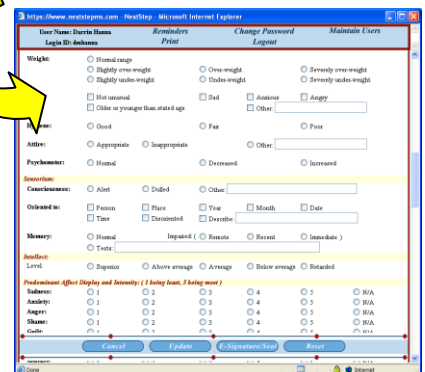 https://www.nextstepms.com - NextStep - Microsoft Internet Explorer
User Name: Darrin Hanna Reminders Change Password Maintain Users
Login ID: dmhanna Print Logout
Weight: Normal range
Slightly over-weight Over-weight Severely over-weight
Slightly under-weight Under-weight Severely under-weight
Not unusual Sad Anxious Angry
Older or younger than stated age Other:
Good Fair Poor
Attire: Appropriate Inappropriate Other:
Psychomotor: Normal Decreased Increased
Sensorium:
Consciousness: Alert Dulled Other:
Oriented to: Person Place Year Month Date
Time Disoriented Describe:
Memory: Normal Impaired: ( Remote Recent Immediate )
Tests:
Intellect:
Level: Superior Above average Average Below average Retarded
Predominant Affect Display and Intensity: ( 1 being least, 5 being most )
Sadness: 1 2 3 4 5 N/A
Anxiety: 1 2 3 4 5 N/A
Anger: 1 2 3 4 5 N/A
Shame: 1 2 3 4 5 N/A
Guilt: 1 2 3 4 5 N/A
Cancel Update E-Signature/Seal Reset
Done Internet